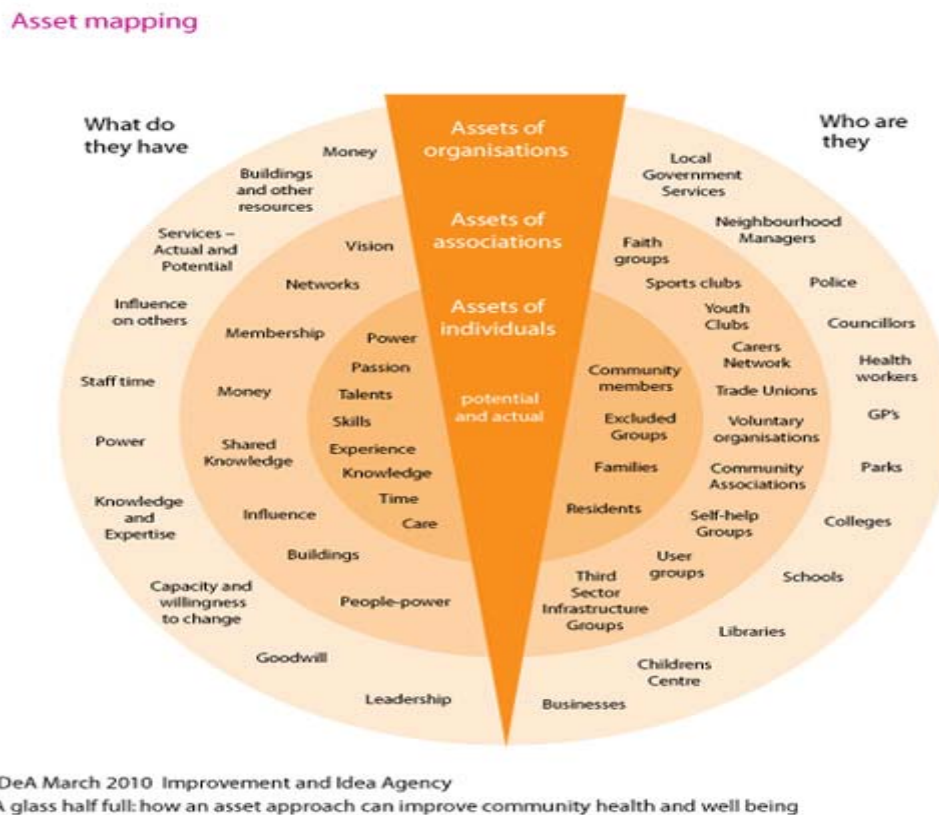 Asset mapping
What do
they have
Who are
they
Assets of
organisations
Assets of
associations
Assets of
individuals
potential
and actual
Money
Buildings
and other
resources
Services –
Actual and
Potential
Influence
on others
Staff time
Power
Knowledge
and
Expertise
Capacity and
willingness
to change
Goodwill
Leadership
Vision
Networks
Membership
Money
Shared
Knowledge
Influence
Buildings
People-power
Power
Passion
Talents
Skills
Experience
Knowledge
Time
Care
Community
members
Excluded
Groups
Families
Residents
Faith
groups
Sports clubs
Youth
Clubs
Carers
Network
Trade Unions
Voluntary
organisations
Community
Associations
Self-help
Groups
User
groups
Third
Sector
Infrastructure
Groups
Local
Government
Services
Neighbourhood
Managers
Police
Councillors
Health
workers
GP's
Parks
Colleges
Schools
Libraries
Childrens
Centre
Businesses
DeA March 2010 Improvement and Idea Agency
A glass half full: how an asset approach can improve community health and well being